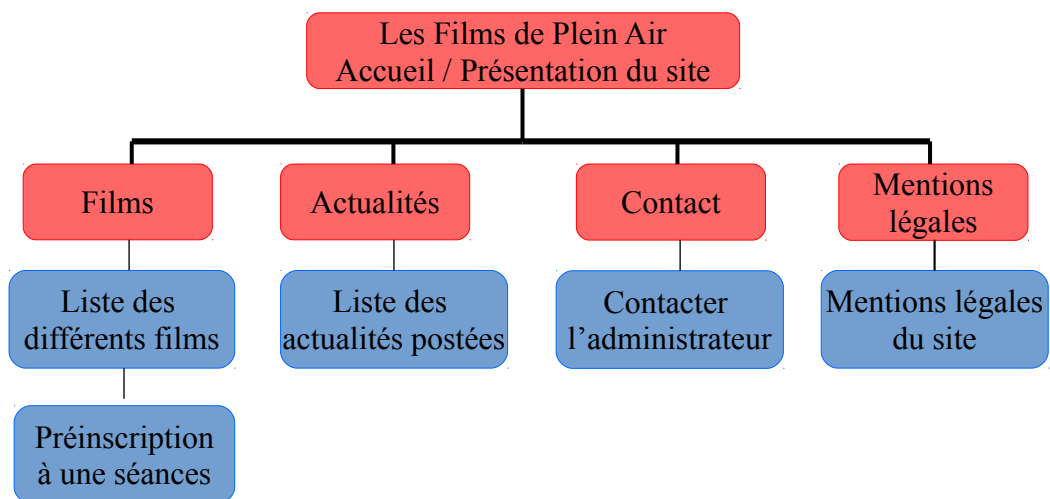 Les Films de Plein Air
Accueil / Présentation du site
Films
Actualités
Contact
Mentions
légales
Liste des
différents films
Liste des
actualités postées
Contacter
l’administrateur
Mentions légales
du site
Préinscription
à une séances